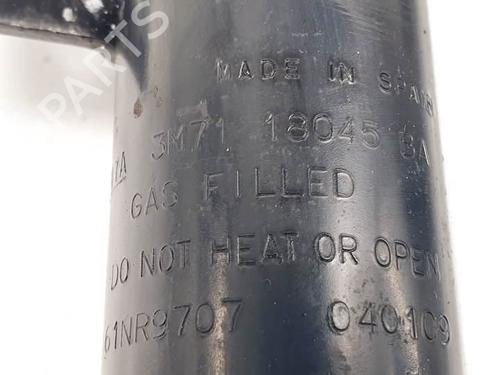 MADE IN SPAIN
3M71 18045
GAS FILLED
DO NOT HEAT OR OPEN
61NR9707 040109
PARTS